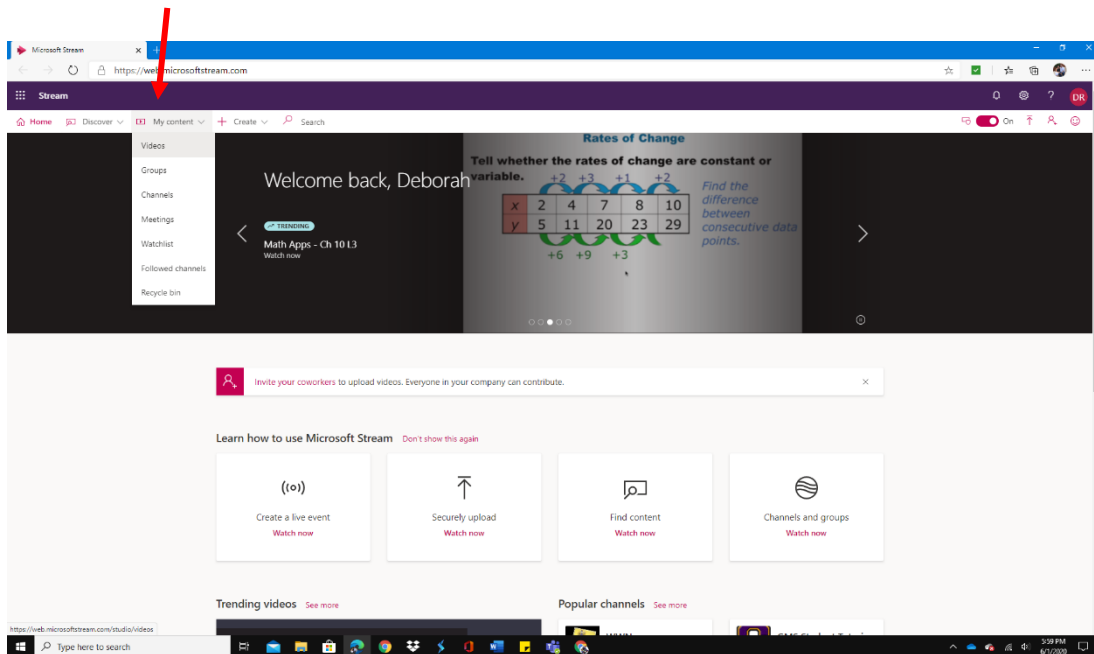 Microsoft Stream
https://web.microsoftstream.com
Stream
DR
Home Discover My content Create Search
On
Videos
Groups
Channels
Meetings
Watchlist
Followed channels
Recycle bin
Welcome back, Deborah
TRENDING
Math Apps - Ch 10 L3
Watch now
Rates of Change
Tell whether the rates of change are constant or
variable.
+2 +3 +1 +2
x 2 4 7 8 10
y 5 11 20 23 29
+6 +9 +3
Find the
difference
between
consecutive data
points.
Invite your coworkers to upload videos. Everyone in your company can contribute.
Learn how to use Microsoft Stream Don't show this again
Create a live event
Watch now
Securely upload
Watch now
Find content
Watch now
Channels and groups
Watch now
Trending videos See more
Popular channels See more
https://web.microsoftstream.com/studio/videos
Type here to search
5:59 PM
6/1/2020